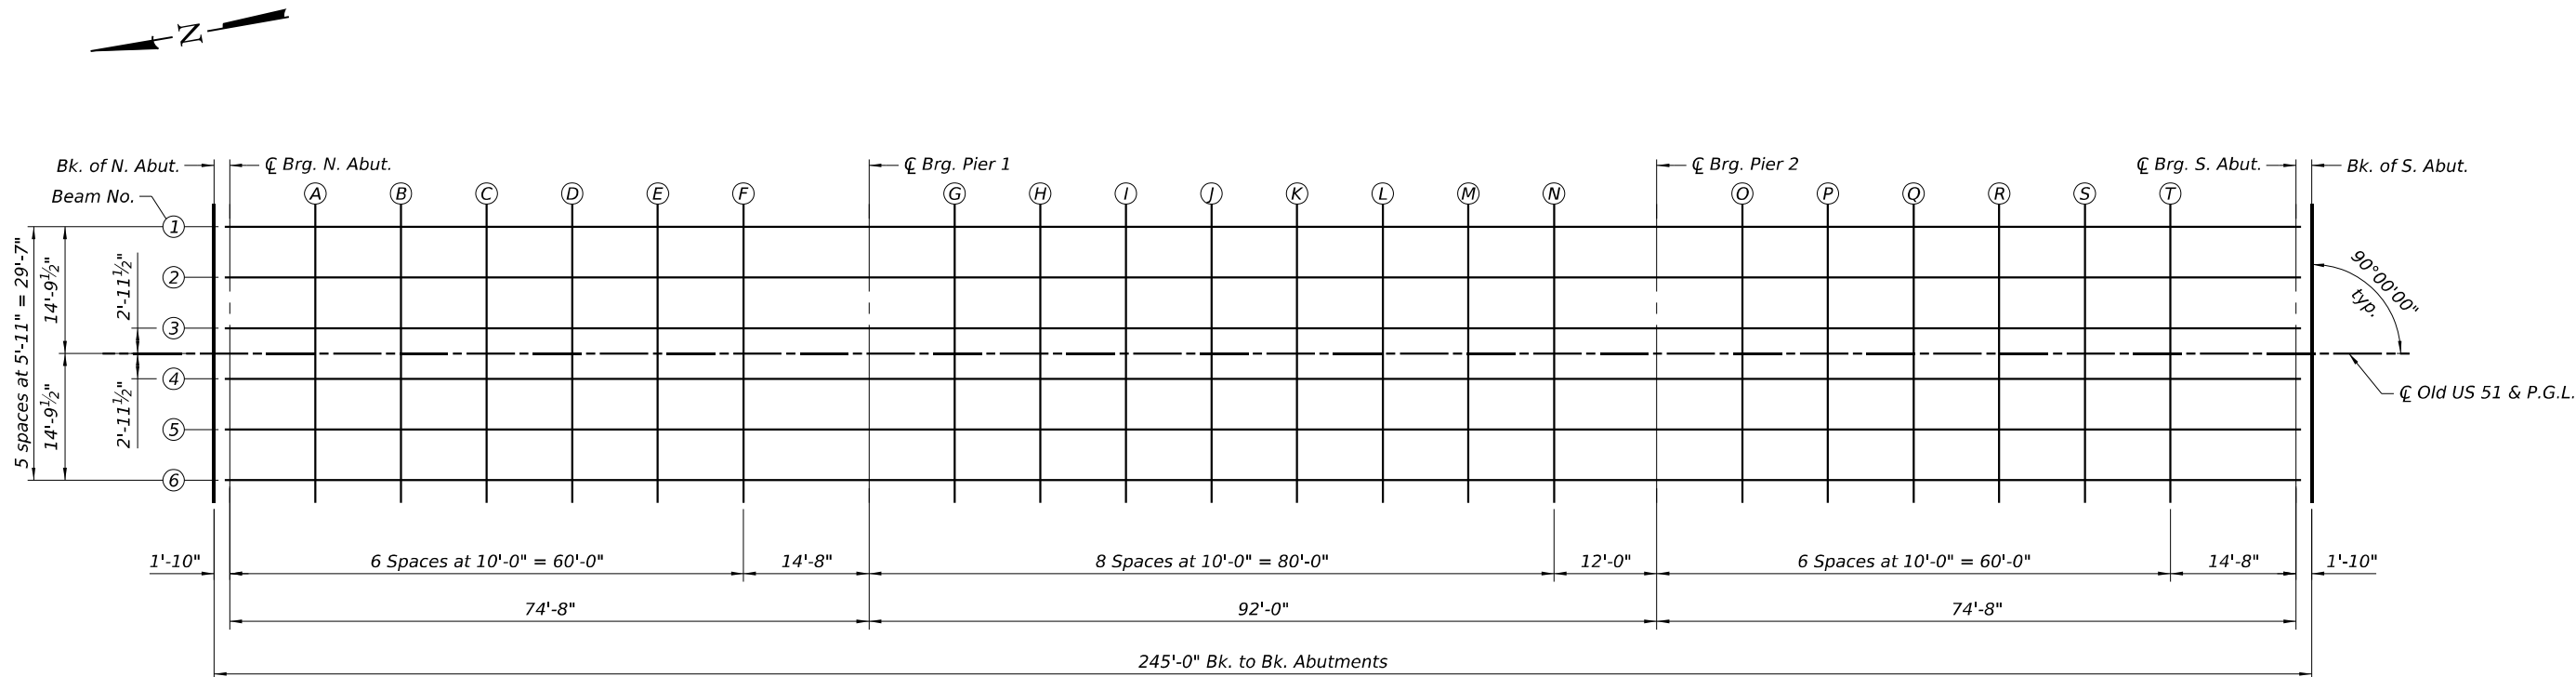 N
Bk. of N. Abut.
℄ Brg. N. Abut.
℄ Brg. Pier 1
℄ Brg. Pier 2
℄ Brg. S. Abut.
Bk. of S. Abut.
Beam No.
A B C D E F G H I J K L M N O P Q R S T
1
2
3
4
5
6
5 spaces at 5'-11" = 29'-7"
14'-9½"
14'-9½"
2'-11½"
2'-11½"
90°00'00"
typ.
℄ Old US 51 & P.G.L.
1'-10"
6 Spaces at 10'-0" = 60'-0"
14'-8"
8 Spaces at 10'-0" = 80'-0"
12'-0"
6 Spaces at 10'-0" = 60'-0"
14'-8"
1'-10"
74'-8"
92'-0"
74'-8"
245'-0" Bk. to Bk. Abutments